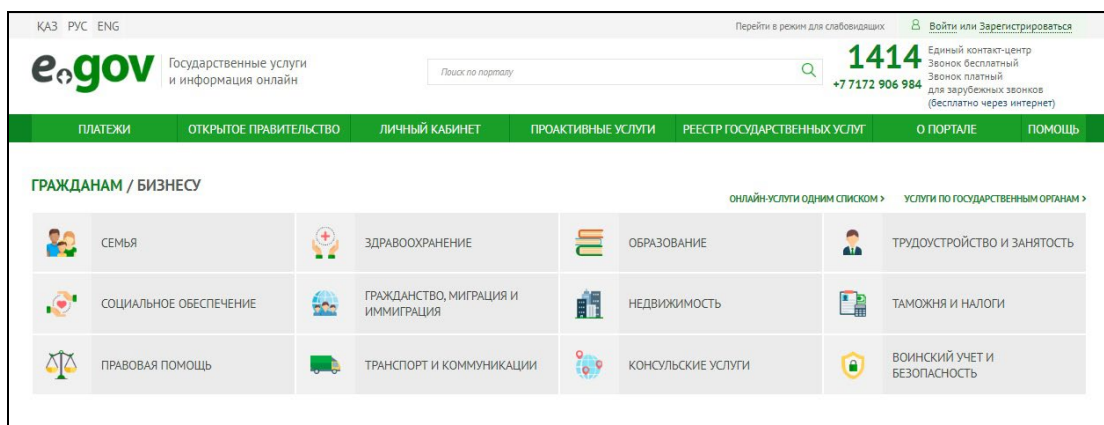 ҚАЗ РУС ENG
Перейти в режим для слабовидящих
Войти или Зарегистрироваться
e.gov
Государственные услуги
и информация онлайн
Поиск по порталу
1414
+7 7172 906 984
Единый контакт-центр
Звонок бесплатный
Звонок платный
для зарубежных звонков
(бесплатно через интернет)
ПЛАТЕЖИ ОТКРЫТОЕ ПРАВИТЕЛЬСТВО ЛИЧНЫЙ КАБИНЕТ ПРОАКТИВНЫЕ УСЛУГИ РЕЕСТР ГОСУДАРСТВЕННЫХ УСЛУГ О ПОРТАЛЕ ПОМОЩЬ
ГРАЖДАНАМ / БИЗНЕСУ
ОНЛАЙН-УСЛУГИ ОДНИМ СПИСКОМ › УСЛУГИ ПО ГОСУДАРСТВЕННЫМ ОРГАНАМ ›
СЕМЬЯ
ЗДРАВООХРАНЕНИЕ
ОБРАЗОВАНИЕ
ТРУДОУСТРОЙСТВО И ЗАНЯТОСТЬ
СОЦИАЛЬНОЕ ОБЕСПЕЧЕНИЕ
ГРАЖДАНСТВО, МИГРАЦИЯ И
ИММИГРАЦИЯ
НЕДВИЖИМОСТЬ
ТАМОЖНЯ И НАЛОГИ
ПРАВОВАЯ ПОМОЩЬ
ТРАНСПОРТ И КОММУНИКАЦИИ
КОНСУЛЬСКИЕ УСЛУГИ
ВОИНСКИЙ УЧЕТ И
БЕЗОПАСНОСТЬ